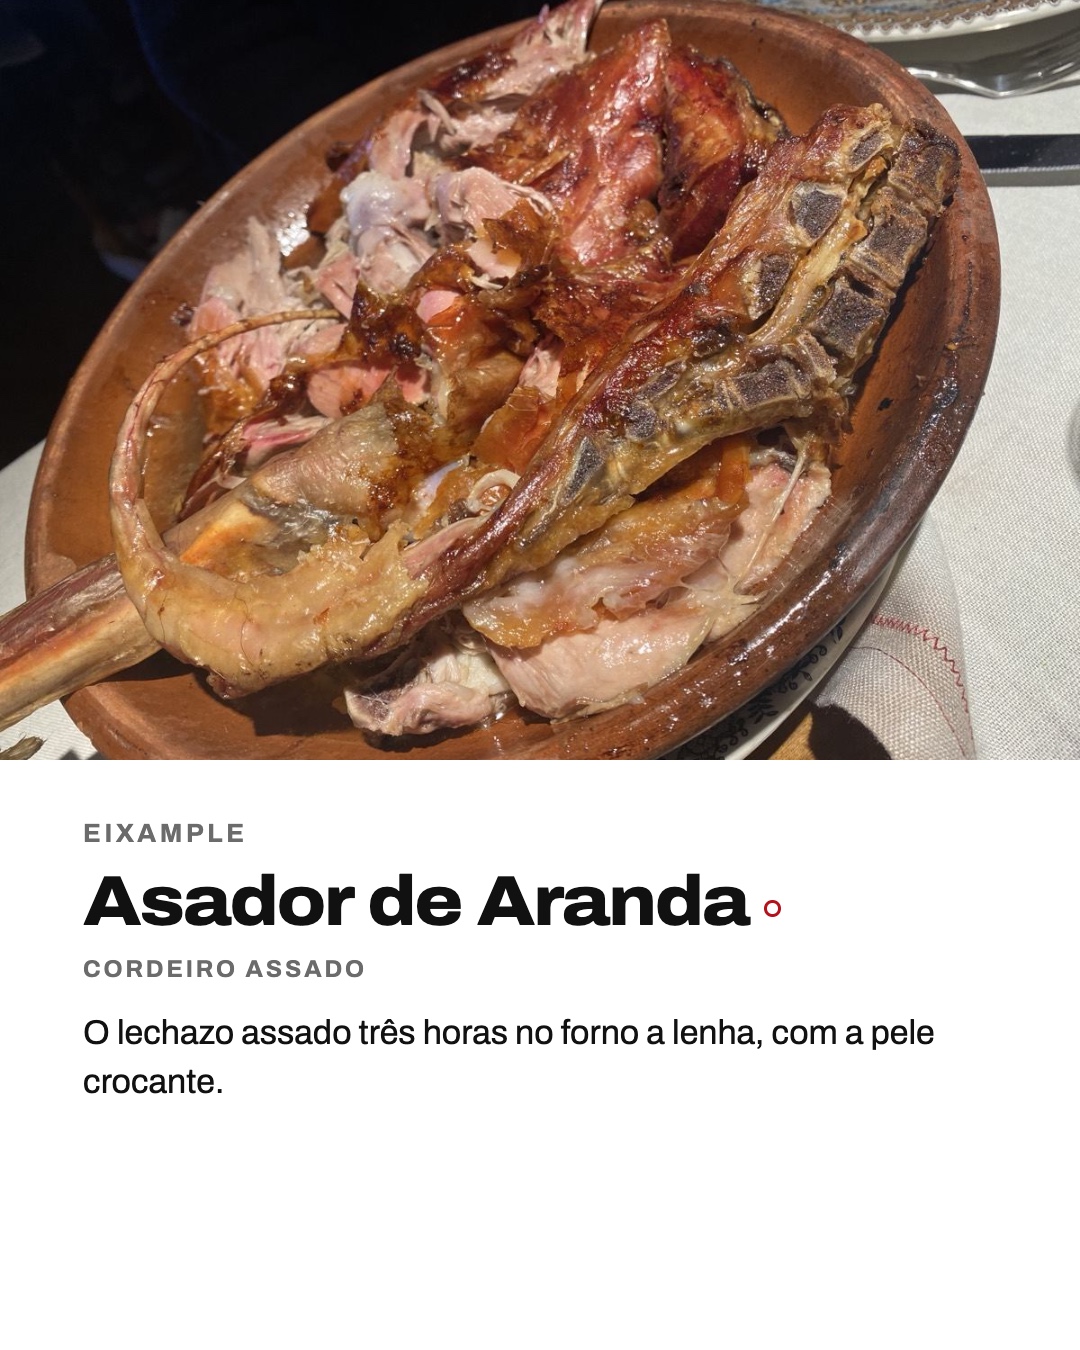 EIXAMPLE
Asador de Aranda
CORDEIRO ASSADO
O lechazo assado três horas no forno a lenha, com a pele
crocante.